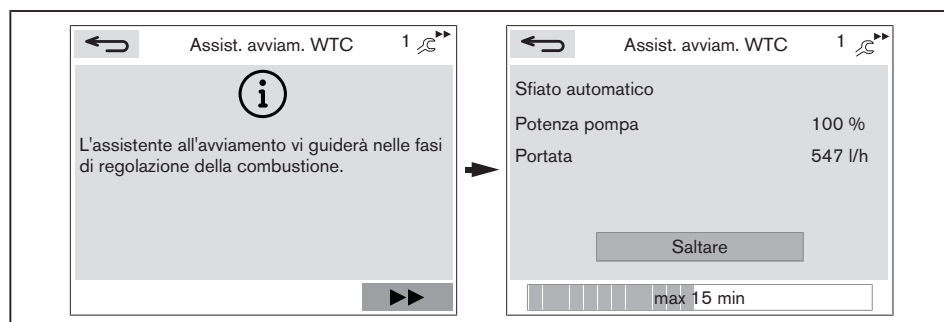 Assist. avviam. WTC 1
L'assistente all'avviamento vi guiderà nelle fasi
di regolazione della combustione.
Assist. avviam. WTC 1
Sfiato automatico
Potenza pompa 100 %
Portata 547 l/h
Saltare
max 15 min